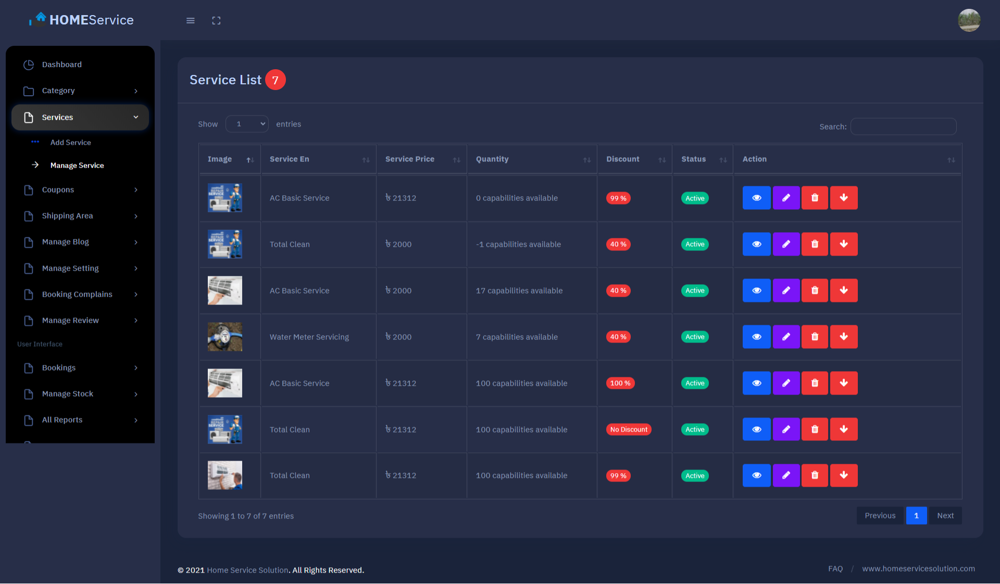 HOMEService
Dashboard
Category
Services
Add Service
Manage Service
Coupons
Shipping Area
Manage Blog
Manage Setting
Booking Complains
Manage Review
User Interface
Bookings
Manage Stock
All Reports
Service List 7
Show 1 entries
Search:
Image Service En Service Price Quantity Discount Status Action
REPAIR SERVICE AC Basic Service ৳ 21312 0 capabilities available 99 % Active
REPAIR SERVICE Total Clean ৳ 2000 -1 capabilities available 40 % Active
AC Basic Service ৳ 2000 17 capabilities available 40 % Active
Water Meter Servicing ৳ 2000 7 capabilities available 40 % Active
AC Basic Service ৳ 21312 100 capabilities available 100 % Active
REPAIR SERVICE Total Clean ৳ 21312 100 capabilities available No Discount Active
Total Clean ৳ 21312 100 capabilities available 99 % Active
Showing 1 to 7 of 7 entries
Previous 1 Next
© 2021 Home Service Solution. All Rights Reserved.
FAQ / www.homeservicesolution.com